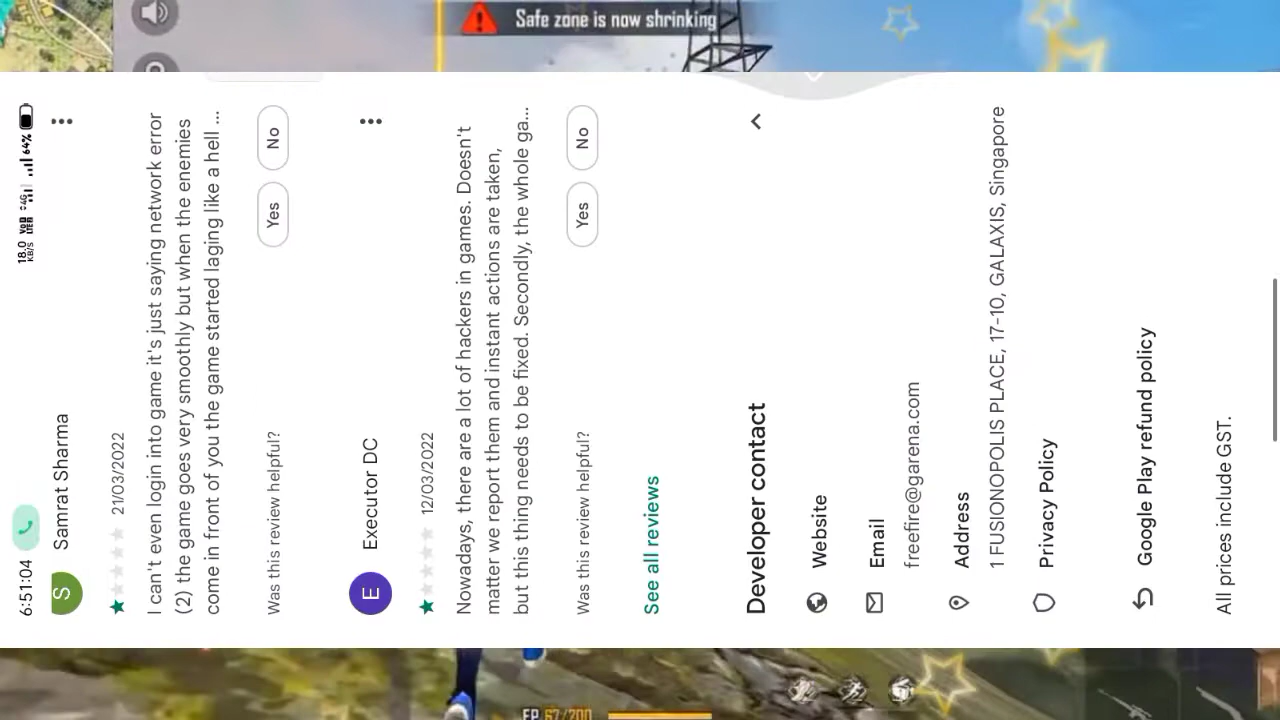 Safe zone is now shrinking
6:51:04
18.0 KB/S
VoD
4G
64%
S
Samrat Sharma
21/03/2022
I can't even login into game it's just saying network error
(2) the game goes very smoothly but when the enemies
come in front of you the game started laging like a hell ...
Was this review helpful?
Yes
No
E
Executor DC
12/03/2022
Nowadays, there are a lot of hackers in games. Doesn't
matter we report them and instant actions are taken,
but this thing needs to be fixed. Secondly, the whole ga...
Was this review helpful?
Yes
No
See all reviews
Developer contact
Website
Email
freefire@garena.com
Address
1 FUSIONOPOLIS PLACE, 17-10, GALAXIS, Singapore
Privacy Policy
Google Play refund policy
All prices include GST.
EP 67/200